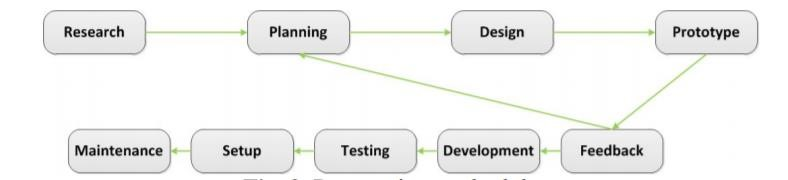 Research
Planning
Design
Prototype
Maintenance
Setup
Testing
Development
Feedback